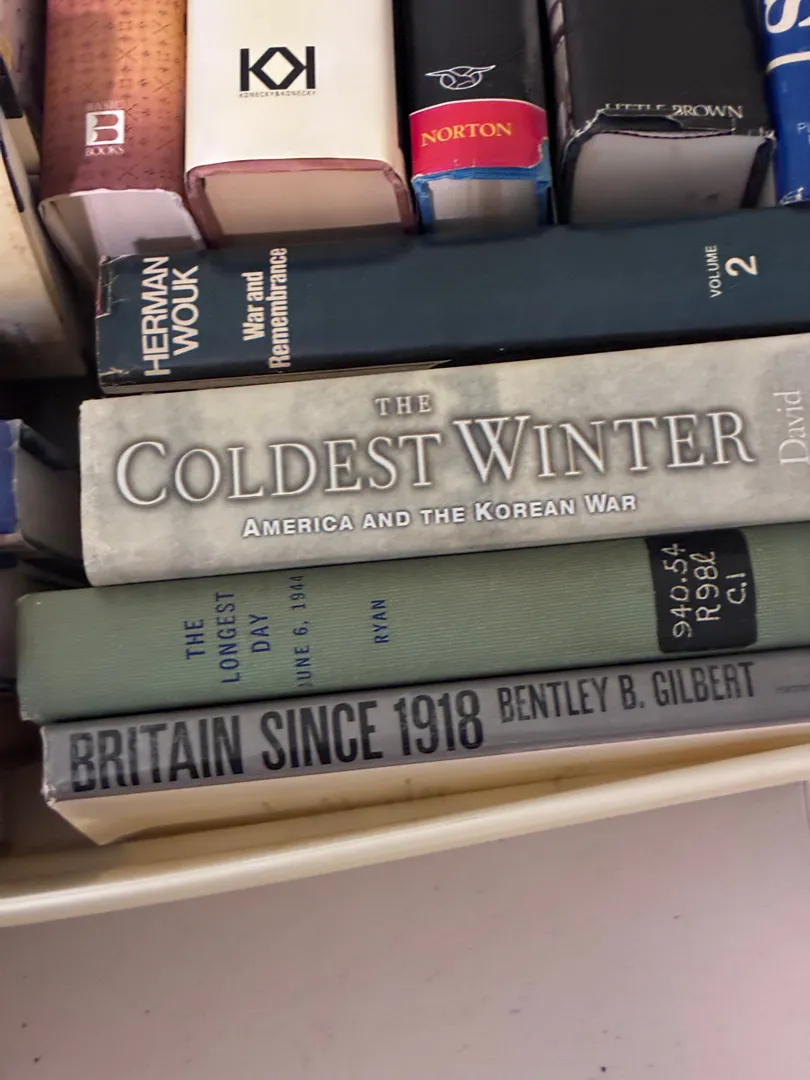 BASIC
B
BOOKS
KK
KONECKY&KONECKY
NORTON
LITTLE BROWN
HERMAN
WOUK
War and
Remembrance
VOLUME
2
THE
COLDEST WINTER
AMERICA AND THE KOREAN WAR
David
THE
LONGEST
DAY
JUNE 6, 1944
RYAN
940.54
R98l
C.1
BRITAIN SINCE 1918
BENTLEY B. GILBERT